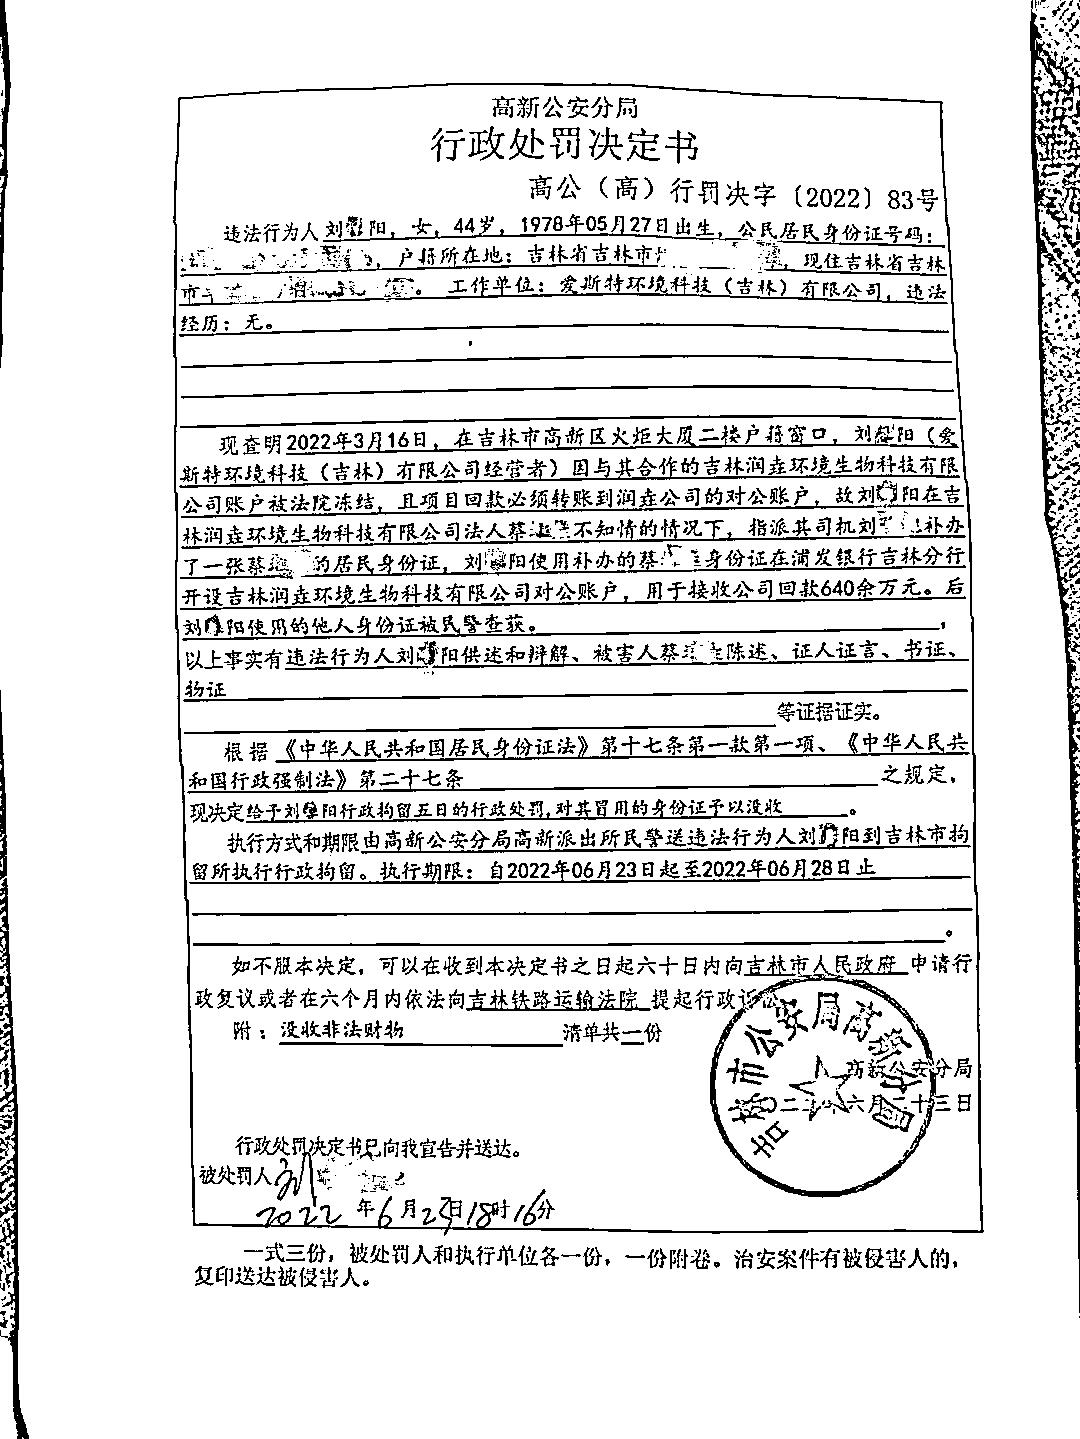 高新公安分局
行政处罚决定书
高公（高）行罚决字〔2022〕83号
违法行为人刘阳，女，44岁，1978年05月27日出生，公民居民身份证号码：
，户籍所在地：吉林省吉林市，现住吉林省吉林
市。工作单位：爱斯特环境科技（吉林）有限公司，违法
经历：无。
现查明2022年3月16日，在吉林市高新区火炬大厦二楼户籍窗口，刘阳（爱
斯特环境科技（吉林）有限公司经营者）因与其合作的吉林润垚环境生物科技有限
公司账户被法院冻结，且项目回款必须转账到润垚公司的对公账户，故刘阳在吉
林润垚环境生物科技有限公司法人蔡不知情的情况下，指派其司机刘补办
了一张蔡的居民身份证，刘阳使用补办的蔡身份证在浦发银行吉林分行
开设吉林润垚环境生物科技有限公司对公账户，用于接收公司回款640余万元。后
刘阳使用的他人身份证被民警查获。，
以上事实有违法行为人刘阳供述和辩解、被害人蔡陈述、证人证言、书证、
物证
等证据证实。
根据《中华人民共和国居民身份证法》第十七条第一款第一项、《中华人民共
和国行政强制法》第二十七条之规定，
现决定给予刘阳行政拘留五日的行政处罚,对其冒用的身份证予以没收。
执行方式和期限由高新公安分局高新派出所民警送违法行为人刘阳到吉林市拘
留所执行行政拘留。执行期限：自2022年06月23日起至2022年06月28日止
。
如不服本决定，可以在收到本决定书之日起六十日内向吉林市人民政府申请行
政复议或者在六个月内依法向吉林铁路运输法院提起行政诉讼
附：没收非法财物清单共一份
吉林市公安局高新分局
高新公安分局
二六月二十三日
行政处罚决定书已向我宣告并送达。
被处罚人刘
2022年6月23日18时16分
一式三份，被处罚人和执行单位各一份，一份附卷。治安案件有被侵害人的，
复印送达被侵害人。